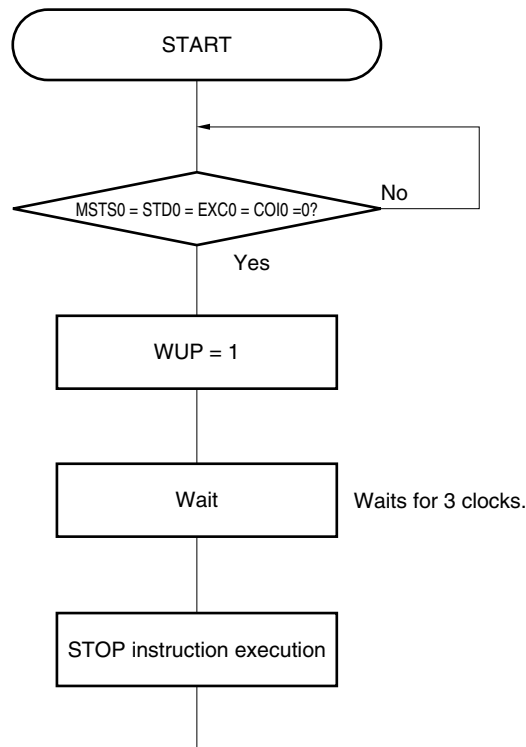 START
No
MSTS0 = STD0 = EXC0 = COI0 =0?
Yes
WUP = 1
Wait
Waits for 3 clocks.
STOP instruction execution